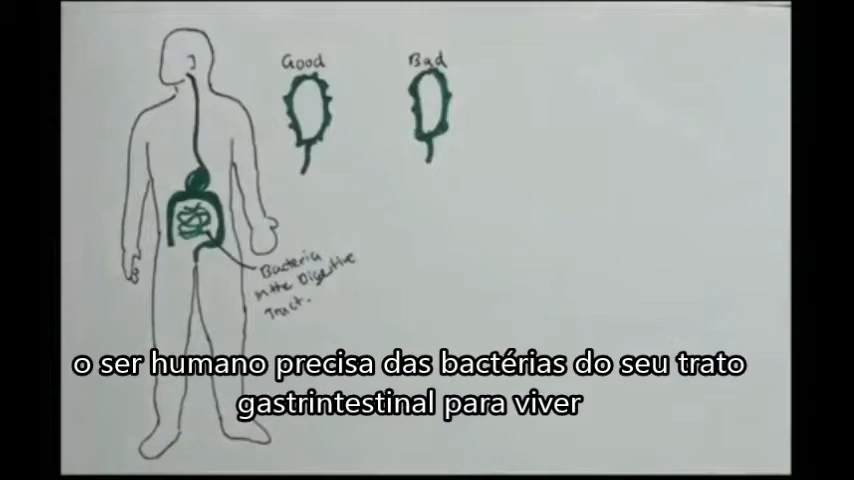 Good
Bad
Bacteria
in the Digestive
Tract.
o ser humano precisa das bactérias do seu trato
gastrintestinal para viver